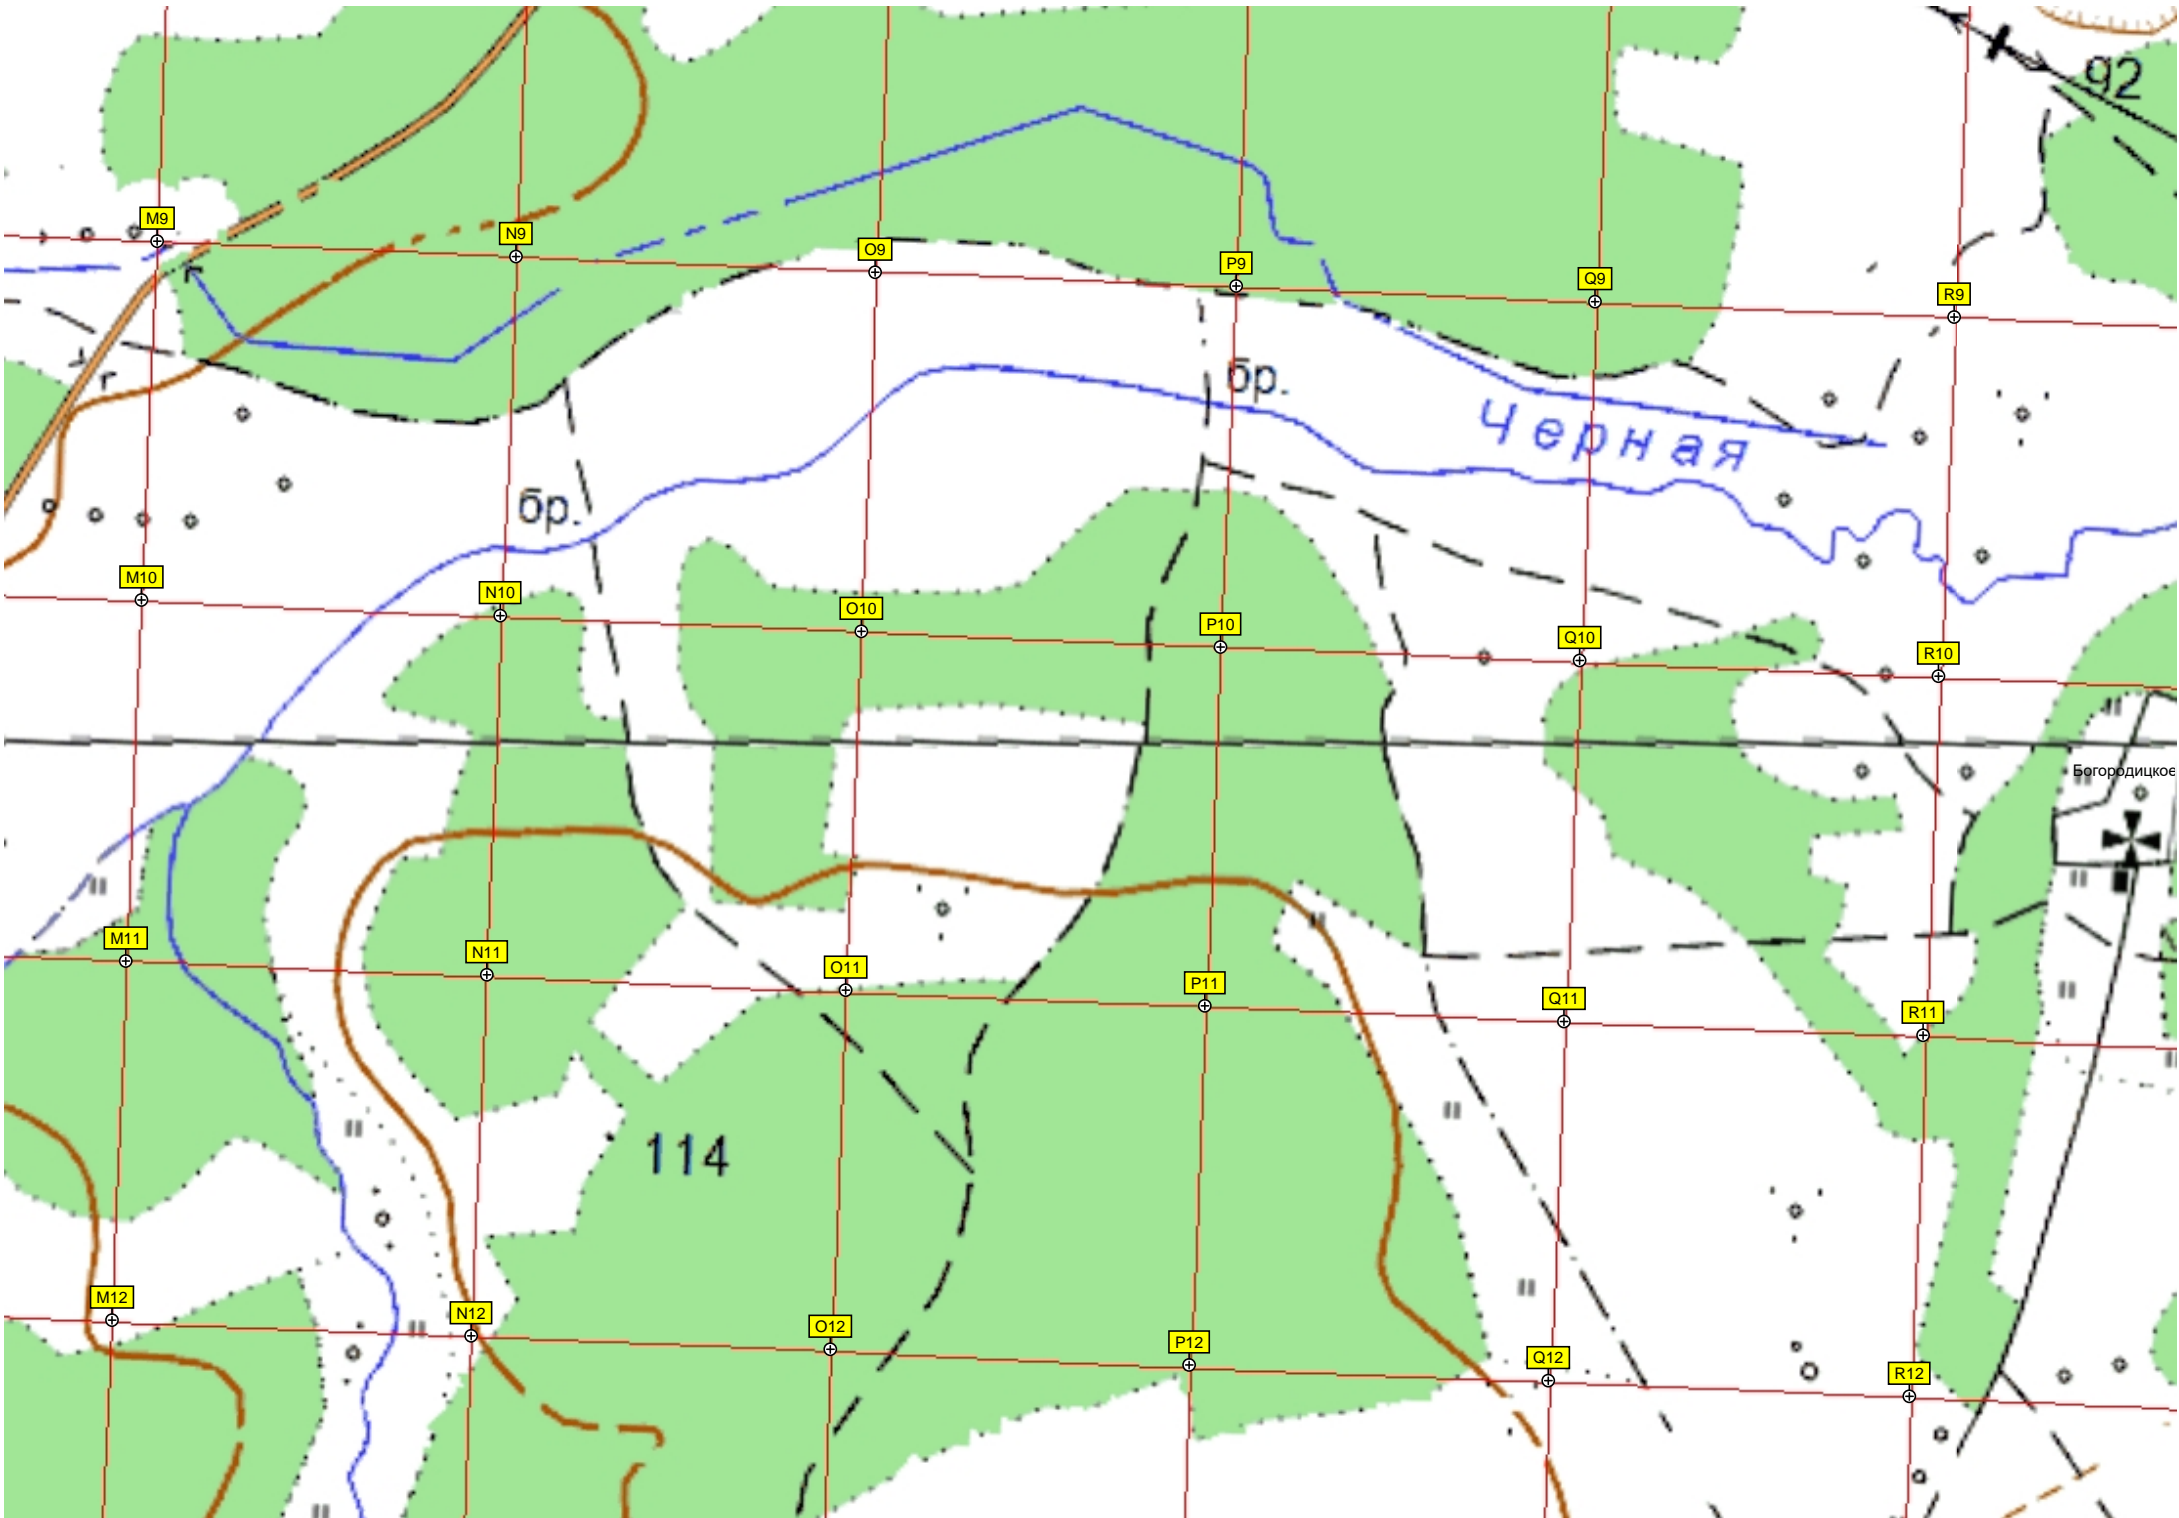 92
M9
N9
O9
P9
Q9
R9
г
бр.
Черная
бр.
M10
N10
O10
P10
Q10
R10
Богородицкое
M11
N11
O11
P11
Q11
R11
114
M12
N12
O12
P12
Q12
R12